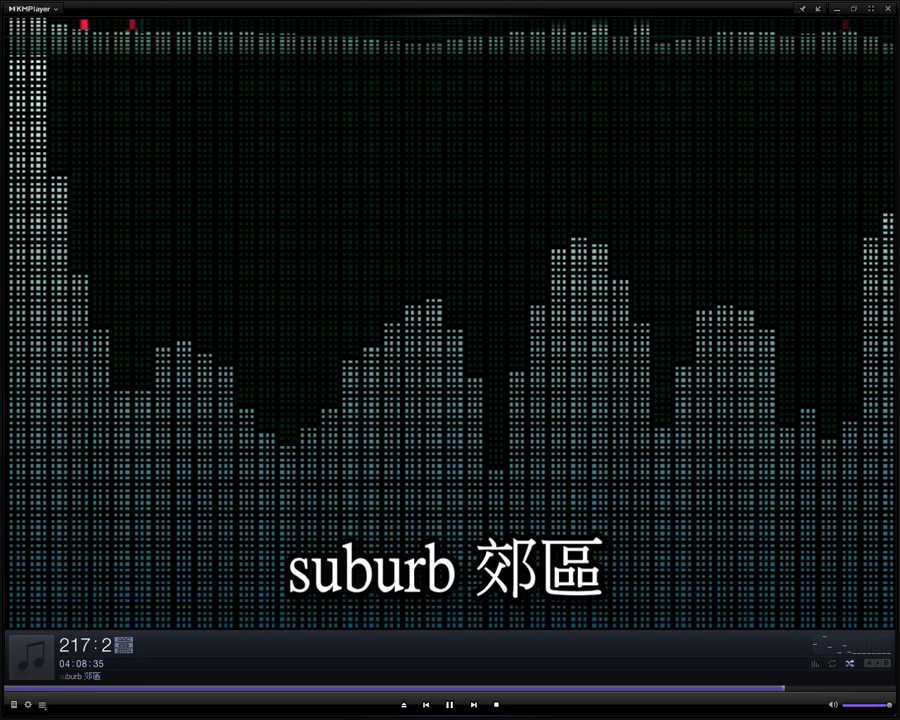 KMPlayer
suburb 郊區
217:2
04:08:35
suburb 郊區
A B